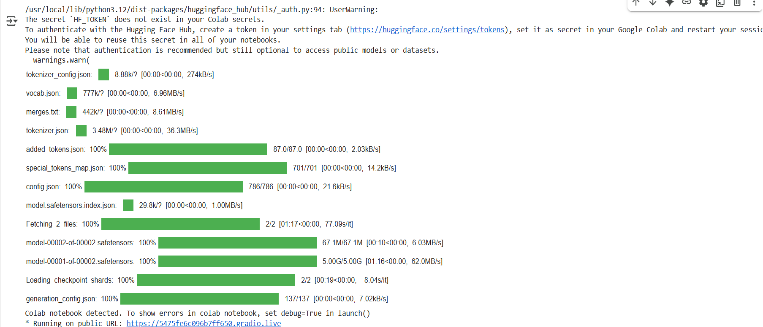 /usr/local/lib/python3.12/dist-packages/huggingface_hub/utils/_auth.py:94: UserWarning:
The secret `HF_TOKEN` does not exist in your Colab secrets.
To authenticate with the Hugging Face Hub, create a token in your settings tab (https://huggingface.co/settings/tokens), set it as secret in your Google Colab and restart your sessi
You will be able to reuse this secret in all of your notebooks.
Please note that authentication is recommended but still optional to access public models or datasets.
warnings.warn(
tokenizer_config.json: 8.88k/? [00:00<00:00, 274kB/s]
vocab.json: 777k/? [00:00<00:00, 6.96MB/s]
merges.txt: 442k/? [00:00<00:00, 8.61MB/s]
tokenizer.json: 3.48M/? [00:00<00:00, 36.3MB/s]
added_tokens.json: 100% 87.0/87.0 [00:00<00:00, 2.03kB/s]
special_tokens_map.json: 100% 701/701 [00:00<00:00, 14.2kB/s]
config.json: 100% 786/786 [00:00<00:00, 21.6kB/s]
model.safetensors.index.json: 29.8k/? [00:00<00:00, 1.00MB/s]
Fetching 2 files: 100% 2/2 [01:17<00:00, 77.09s/it]
model-00002-of-00002.safetensors: 100% 67.1M/67.1M [00:10<00:00, 6.03MB/s]
model-00001-of-00002.safetensors: 100% 5.00G/5.00G [01:16<00:00, 62.0MB/s]
Loading checkpoint shards: 100% 2/2 [00:19<00:00, 8.04s/it]
generation_config.json: 100% 137/137 [00:00<00:00, 7.02kB/s]
Colab notebook detected. To show errors in colab notebook, set debug=True in launch()
* Running on public URL: https://5475fe6c096b7ff650.gradio.live